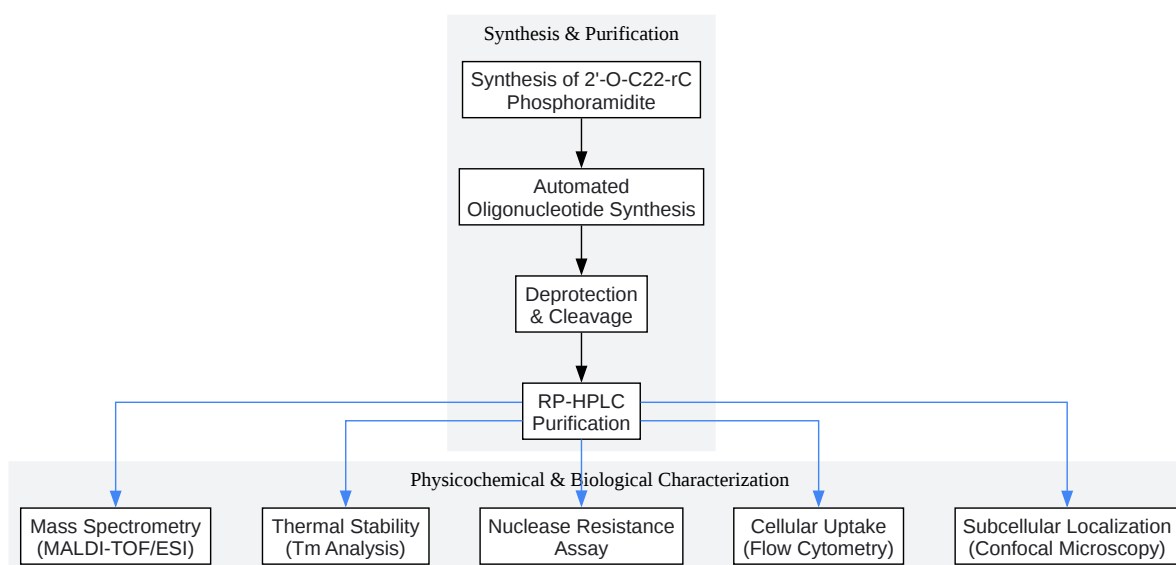 Synthesis & Purification
Synthesis of 2'-O-C22-rC
Phosphoramidite
Automated
Oligonucleotide Synthesis
Deprotection
& Cleavage
RP-HPLC
Purification
Physicochemical & Biological Characterization
Mass Spectrometry
(MALDI-TOF/ESI)
Thermal Stability
(Tm Analysis)
Nuclease Resistance
Assay
Cellular Uptake
(Flow Cytometry)
Subcellular Localization
(Confocal Microscopy)